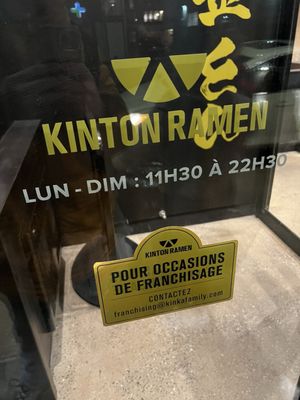 KINTON RAMEN
LUN - DIM : 11H30 À 22H30
KINTON RAMEN
POUR OCCASIONS
DE FRANCHISAGE
CONTACTEZ
franchising@kinkafamily.com